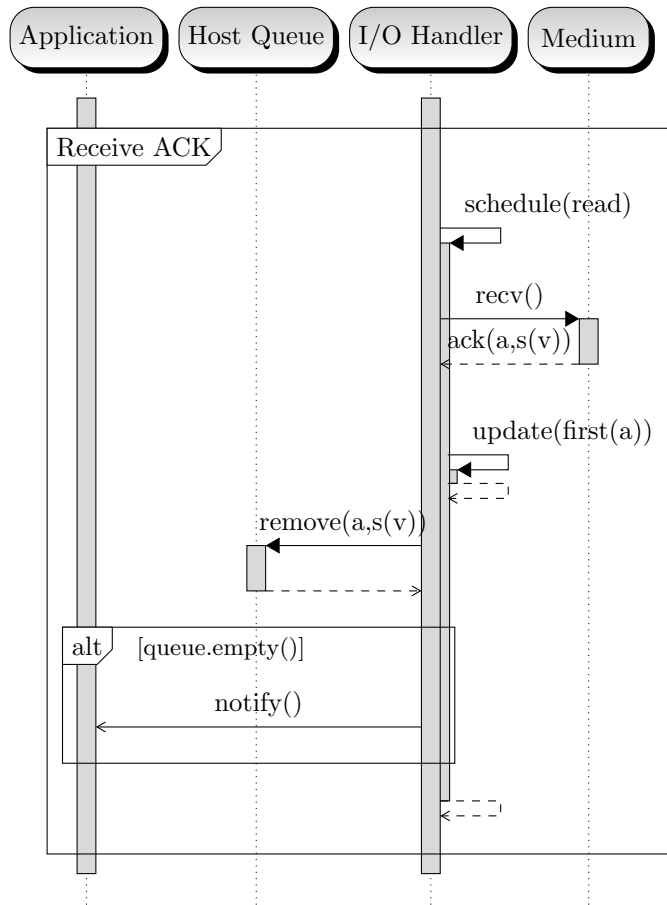 Application
Host Queue
I/O Handler
Medium
Receive ACK
schedule(read)
recv()
ack(a,s(v))
update(first(a))
remove(a,s(v))
alt
[queue.empty()]
notify()